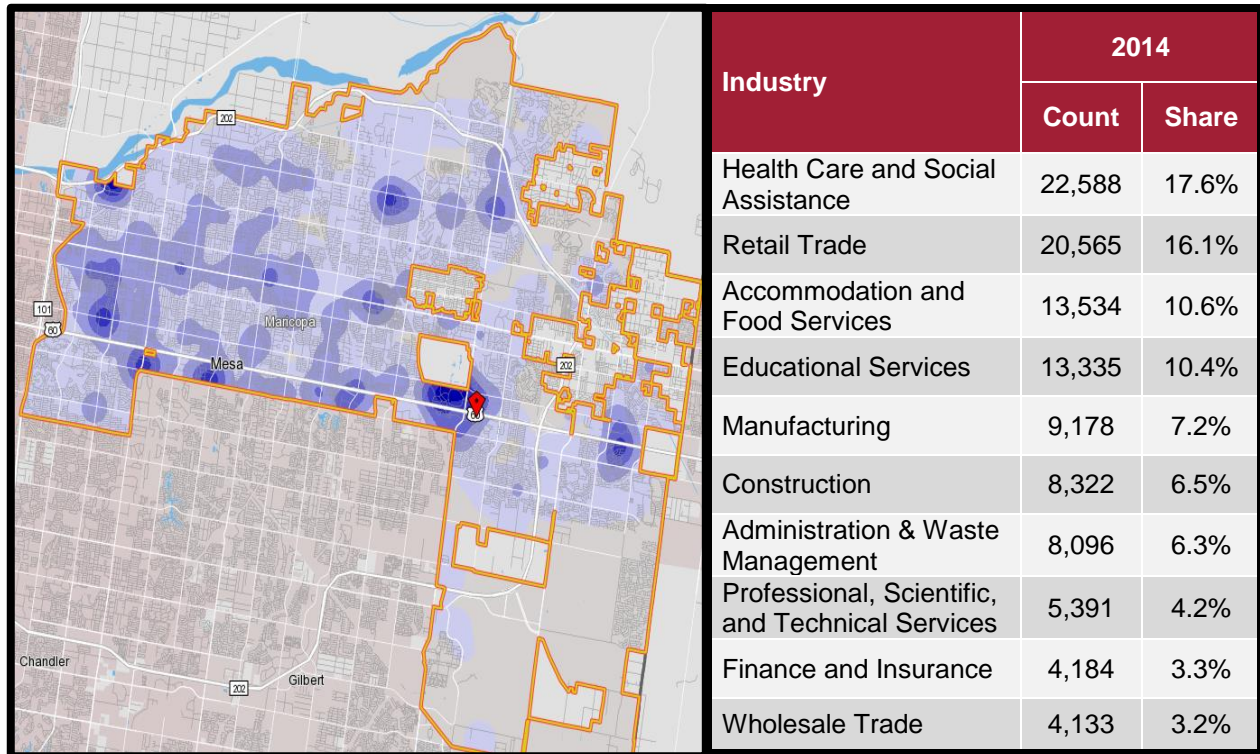 202
101
60
Maricopa
Mesa
202
Chandler
202
Gilbert
Industry
2014
Count Share
Health Care and Social
Assistance
22,588 17.6%
Retail Trade 20,565 16.1%
Accommodation and
Food Services
13,534 10.6%
Educational Services 13,335 10.4%
Manufacturing 9,178 7.2%
Construction 8,322 6.5%
Administration & Waste
Management
8,096 6.3%
Professional, Scientific,
and Technical Services
5,391 4.2%
Finance and Insurance 4,184 3.3%
Wholesale Trade 4,133 3.2%